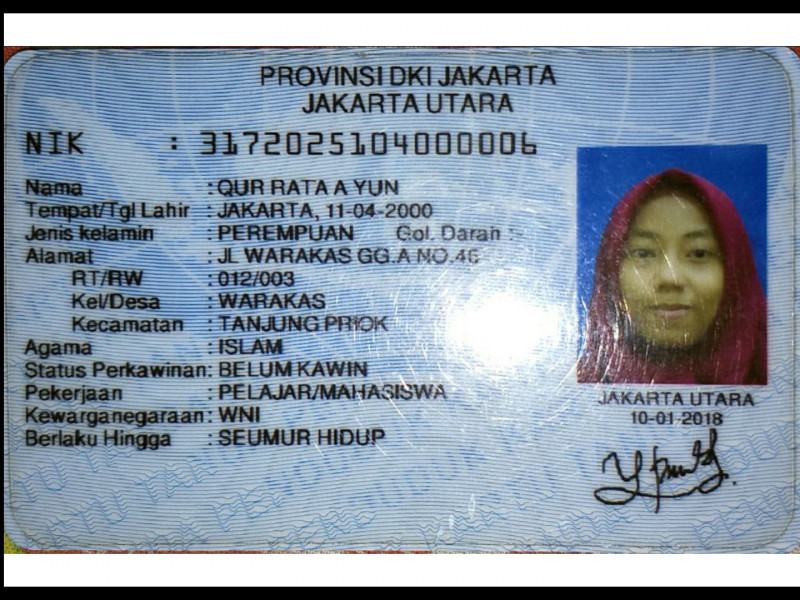 PROVINSI DKI JAKARTA
JAKARTA UTARA
NIK : 3172025104000006
Nama : QUR RATA A YUN
Tempat/Tgl Lahir : JAKARTA, 11-04-2000
Jenis kelamin : PEREMPUAN Gol. Darah :-
Alamat : JL WARAKAS GG.A NO.46
RT/RW : 012/003
Kel/Desa : WARAKAS
Kecamatan : TANJUNG PRIOK
Agama : ISLAM
Status Perkawinan: BELUM KAWIN
Pekerjaan : PELAJAR/MAHASISWA
Kewarganegaraan: WNI
Berlaku Hingga : SEUMUR HIDUP
JAKARTA UTARA
10-01-2018